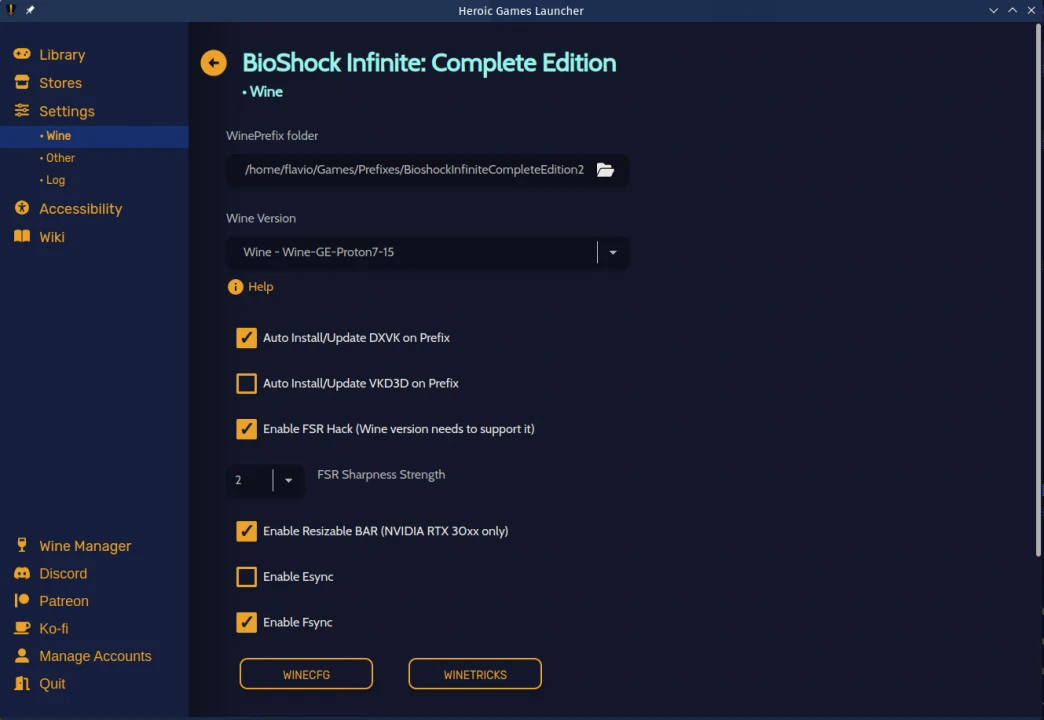 Heroic Games Launcher
Library
Stores
Settings
• Wine
• Other
• Log
Accessibility
Wiki
Wine Manager
Discord
Patreon
Ko-fi
Manage Accounts
Quit
BioShock Infinite: Complete Edition
• Wine
WinePrefix folder
/home/flavio/Games/Prefixes/BioshockInfiniteCompleteEdition2
Wine Version
Wine - Wine-GE-Proton7-15
Help
Auto Install/Update DXVK on Prefix
Auto Install/Update VKD3D on Prefix
Enable FSR Hack (Wine version needs to support it)
2 FSR Sharpness Strength
Enable Resizable BAR (NVIDIA RTX 30xx only)
Enable Esync
Enable Fsync
WINECFG WINETRICKS